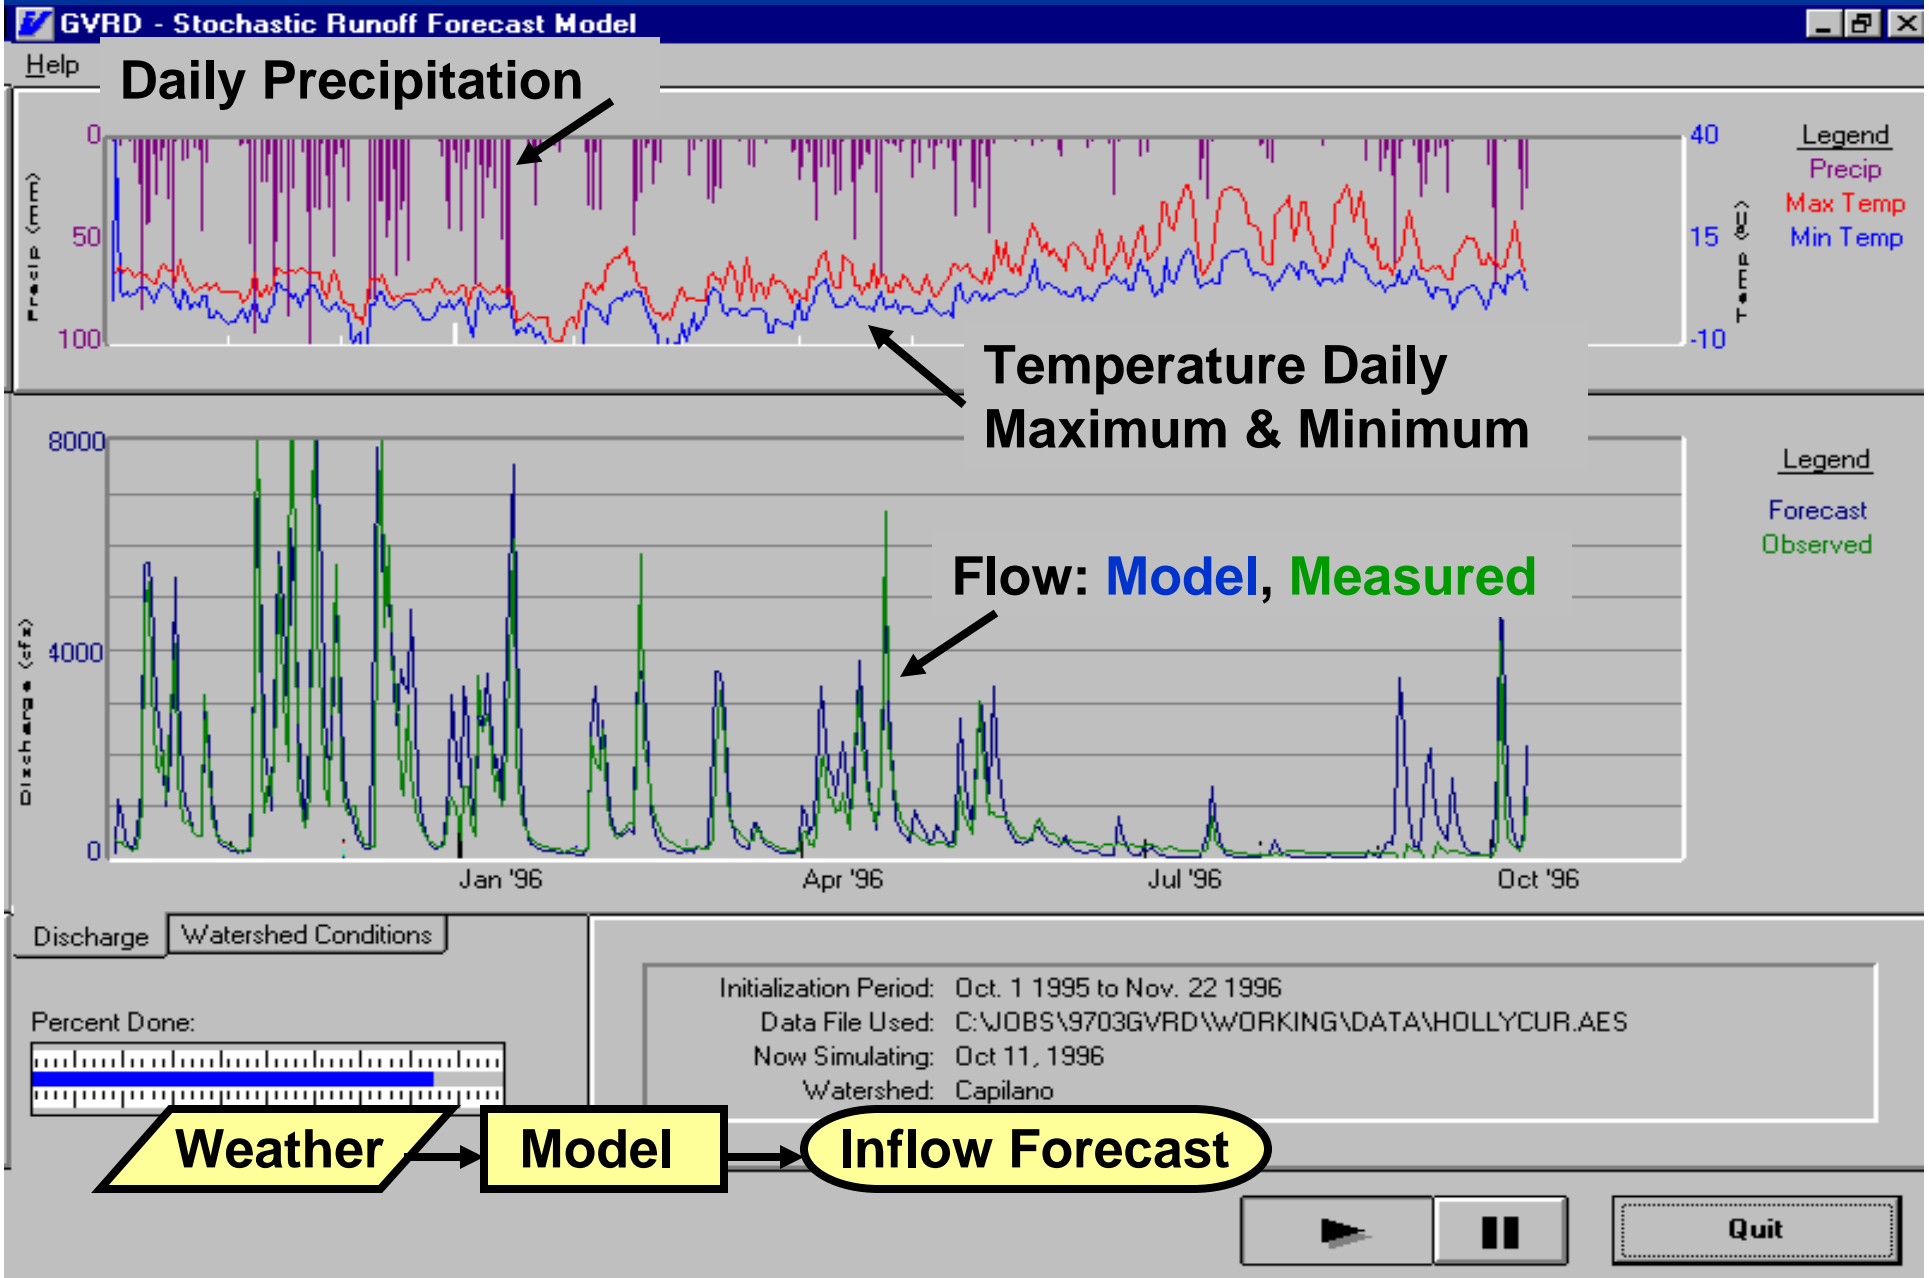 GVRD - Stochastic Runoff Forecast Model
Help
Daily Precipitation
0
50
100
Precip (mm)
40
15
-10
Temp (°C)
Legend
Precip
Max Temp
Min Temp
Temperature Daily
Maximum & Minimum
8000
4000
0
Discharge (cfs)
Legend
Forecast
Observed
Flow: Model, Measured
Jan '96
Apr '96
Jul '96
Oct '96
Discharge
Watershed Conditions
Percent Done:
Initialization Period: Oct. 1 1995 to Nov. 22 1996
Data File Used: C:\JOBS\9703GVRD\WORKING\DATA\HOLLYCUR.AES
Now Simulating: Oct 11, 1996
Watershed: Capilano
Weather
Model
Inflow Forecast
Quit